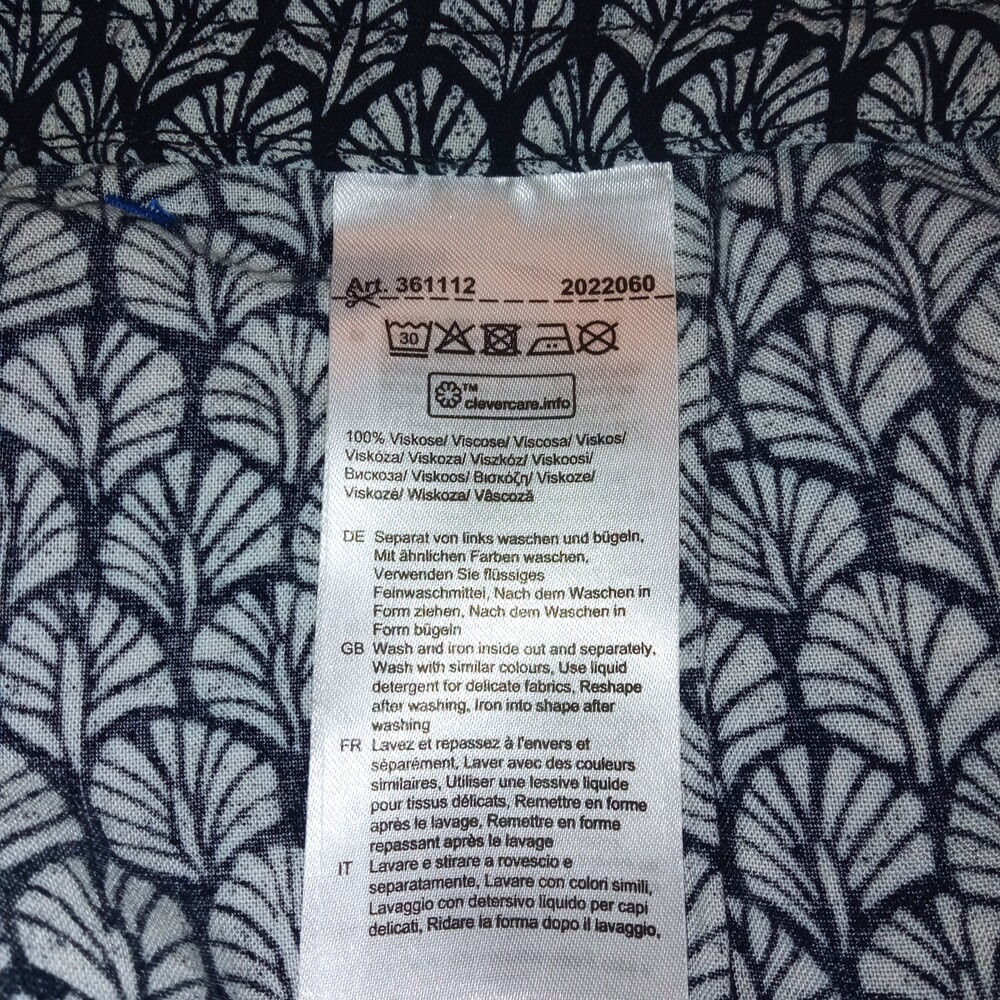 Art. 361112 2022060
30
TM
clevercare.info
100% Viskose/ Viscose/ Viscosa/ Viskos/
Viskóza/ Viskoza/ Viszkóz/ Viskoosi/
Вискоза/ Viskoos/ Βισκόζη/ Viskoze/
Viskozė/ Wiskoza/ Vâscoză
DE Separat von links waschen und bügeln,
Mit ähnlichen Farben waschen,
Verwenden Sie flüssiges
Feinwaschmittel, Nach dem Waschen in
Form ziehen, Nach dem Waschen in
Form bügeln
GB Wash and iron inside out and separately,
Wash with similar colours, Use liquid
detergent for delicate fabrics, Reshape
after washing, Iron into shape after
washing
FR Lavez et repassez à l'envers et
séparément, Laver avec des couleurs
similaires, Utiliser une lessive liquide
pour tissus délicats, Remettre en forme
après le lavage, Remettre en forme
repassant après le lavage
IT Lavare e stirare a rovescio e
separatamente, Lavare con colori simili,
Lavaggio con detersivo liquido per capi
delicati, Ridare la forma dopo il lavaggio,